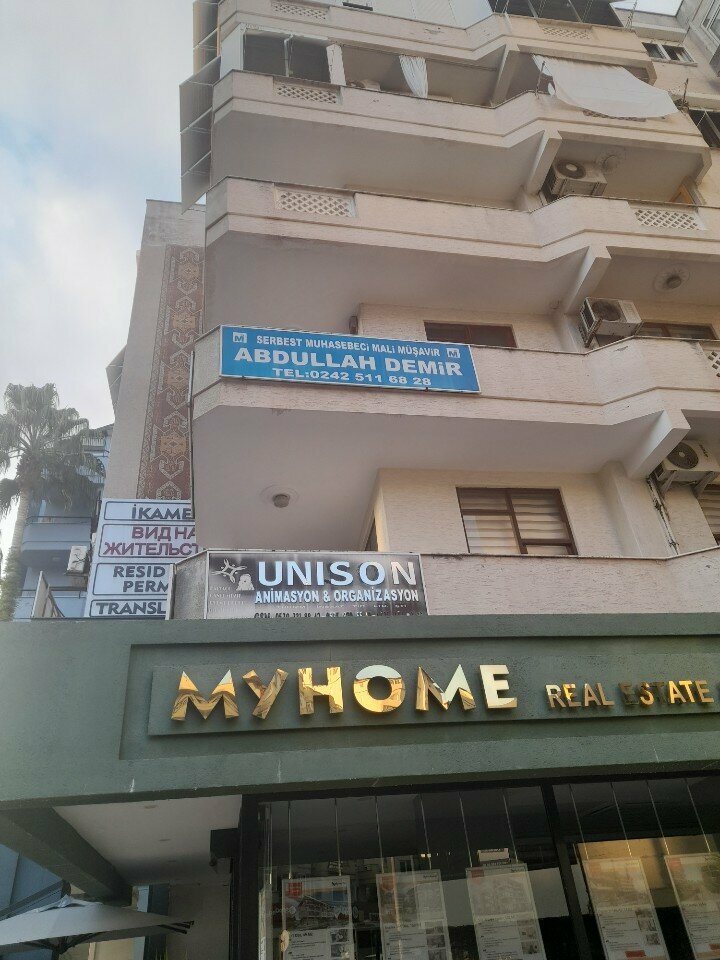 M SERBEST MUHASEBECİ MALİ MÜŞAVİR M
ABDULLAH DEMİR
TEL:0242 511 68 28
İKAME
ВИД НА
ЖИТЕЛЬСТ
RESID
PERM
TRANSL
UNISON
ANİMASYON & ORGANİZASYON
MYHOME REAL ESTATE